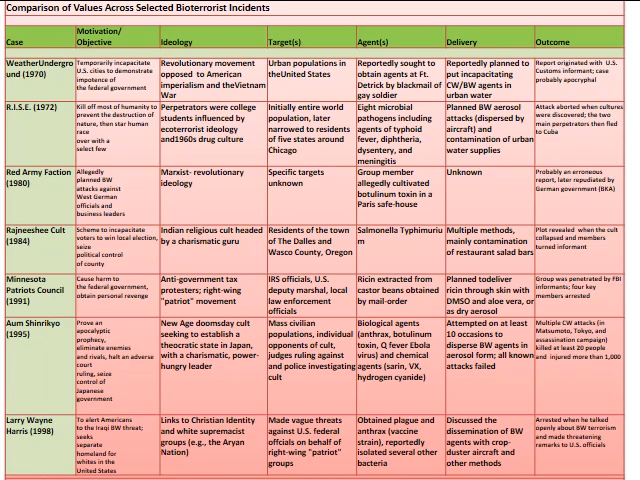 Comparison of Values Across Selected Bioterrorist Incidents
Case
Motivation/
Objective
Ideology
Target(s)
Agent(s)
Delivery
Outcome
WeatherUndergro
und (1970)
Temporarily incapacitate
U.S. cities to demonstrate
impotence of
the federal government
Revolutionary movement
opposed to American
imperialism and theVietnam
War
Urban populations in
theUnited States
Reportedly sought to
obtain agents at Ft.
Detrick by blackmail of
gay soldier
Reportedly planned to
put incapacitating
CW/BW agents in
urban water
Report originated with U.S.
Customs informant; case
probably apocryphal
R.I.S.E. (1972)
Kill off most of humanity to
prevent the destruction of
nature, then star human
race
over with a
select few
Perpetrators were college
students influenced by
ecoterrorist ideology
and1960s drug culture
Initially entire world
population, later
narrowed to residents
of five states around
Chicago
Eight microbial
pathogens including
agents of typhoid
fever, diphtheria,
dysentery, and
meningitis
Planned BW aerosol
attacks (dispersed by
aircraft) and
contamination of urban
water supplies
Attack aborted when cultures
were discovered; the two
main perpetrators then fled
to Cuba
Red Army Faction
(1980)
Allegedly
planned BW
attacks against
West German
officials and
business leaders
Marxist- revolutionary
ideology
Specific targets
unknown
Group member
allegedly cultivated
botulinum toxin in a
Paris safe-house
Unknown
Probably an erroneous
report, later repudiated by
German government (BKA)
Rajneeshee Cult
(1984)
Scheme to incapacitate
voters to win local election,
seize
political control
of county
Indian religious cult headed
by a charismatic guru
Residents of the town
of The Dalles and
Wasco County, Oregon
Salmonella Typhimuriu
m
Multiple methods,
mainly contamination
of restaurant salad bars
Plot revealed when the cult
collapsed and members
turned informant
Minnesota
Patriots Council
(1991)
Cause harm to
the federal government,
obtain personal revenge
Anti-government tax
protesters; right-wing
"patriot" movement
IRS officials, U.S.
deputy marshal, local
law enforcement
officials
Ricin extracted from
castor beans obtained
by mail-order
Planned todeliver
ricin through skin with
DMSO and aloe vera, or
as dry aerosol
Group was penetrated by FBI
informants; four key
members arrested
Aum Shinrikyo
(1995)
Prove an
apocalyptic
prophecy,
eliminate enemies
and rivals, halt an adverse
court
ruling, seize
control of
Japanese
government
New Age doomsday cult
seeking to establish a
theocratic state in Japan,
with a charismatic, power-
hungry leader
Mass civilian
populations, individual
opponents of cult,
judges ruling against
and police investigating
cult
Biological agents
(anthrax, botulinum
toxin, Q fever Ebola
virus) and chemical
agents (sarin, VX,
hydrogen cyanide)
Attempted on at least
10 occasions to
disperse BW agents in
aerosol form; all known
attacks failed
Multiple CW attacks (in
Matsumoto, Tokyo, and
assassination campaign)
killed at least 20 people
and injured more than 1,000
Larry Wayne
Harris (1998)
To alert Americans
to the Iraqi BW threat;
seeks
separate
homeland for
whites in the
United States
Links to Christian Identity
and white supremacist
groups (e.g., the Aryan
Nation)
Made vague threats
against U.S. federal
officials on behalf of
right-wing "patriot"
groups
Obtained plague and
anthrax (vaccine
strain), reportedly
isolated several other
bacteria
Discussed the
dissemination of BW
agents with crop-
duster aircraft and
other methods
Arrested when he talked
openly about BW terrorism
and made threatening
remarks to U.S. officials